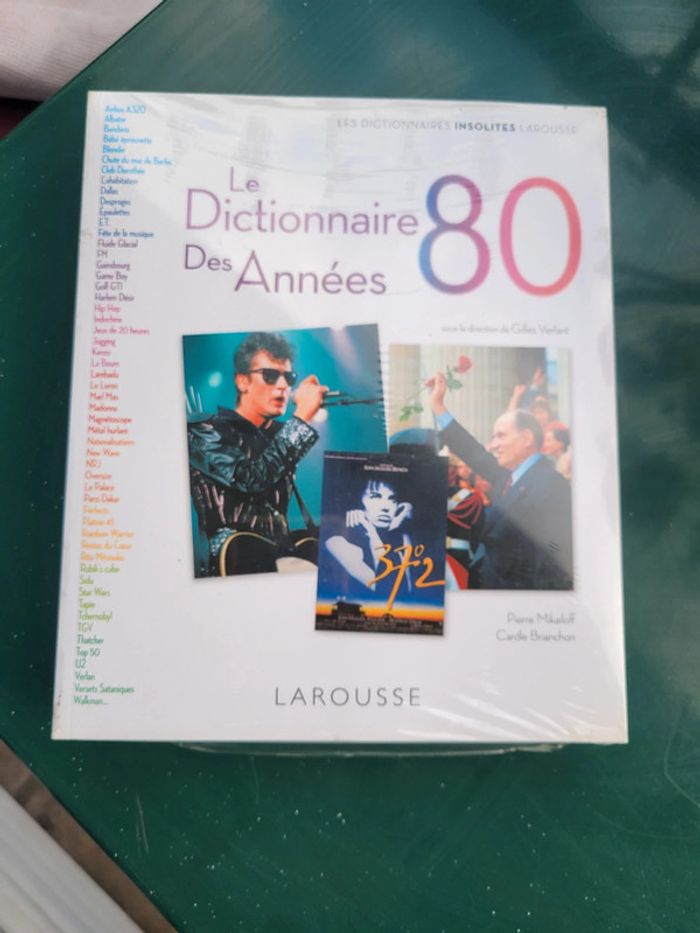 LES DICTIONNAIRES INSOLITES LAROUSSE
Le
Dictionnaire
Des Années
80
sous la direction de Gilles Verlant
Airbus A320
Albator
Bandana
Bébé éprouvette
Blondie
Chute du mur de Berlin
Club Dorothée
Cohabitation
Dallas
Desproges
Épaulettes
E.T.
Fête de la musique
Fluide Glacial
FM
Gainsbourg
Game Boy
Golf GTI
Harlem Désir
Hip Hop
Indochine
Jeux de 20 heures
Jogging
Kenzo
La Boum
Lambada
Le Luron
Mad Max
Madonna
Magnétoscope
Métal hurlant
Nationalisations
New Wave
NRJ
Le Palace
Paris-Dakar
Perfecto
Platine 45
Rainbow Warrior
Restos du Cœur
Rita Mitsouko
Rubik's cube
Sida
Star Wars
Tapie
Tchernobyl
TGV
Thatcher
Top 50
U2
Verlan
Versets Sataniques
Walkman...
37°2
Pierre Mikaïloff
Carole Brianchon
LAROUSSE